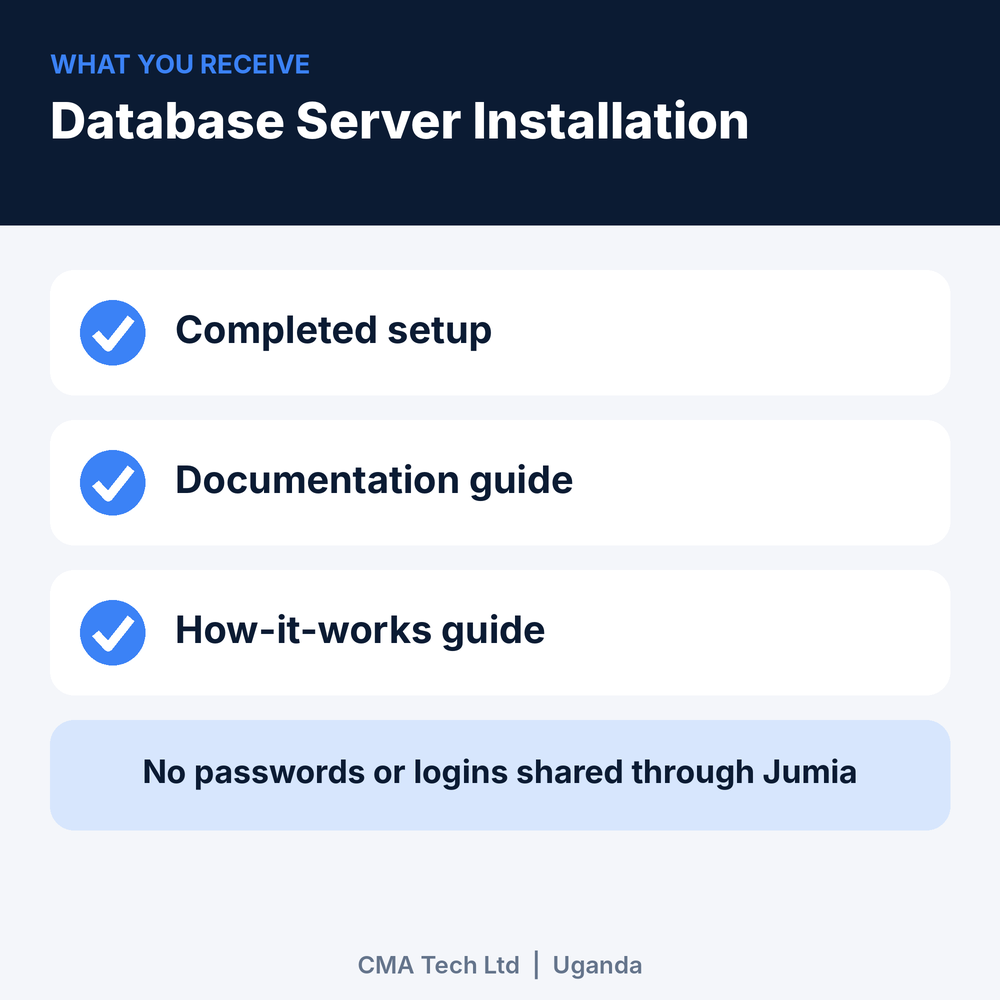 WHAT YOU RECEIVE
Database Server Installation
Completed setup
Documentation guide
How-it-works guide
No passwords or logins shared through Jumia
CMA Tech Ltd | Uganda